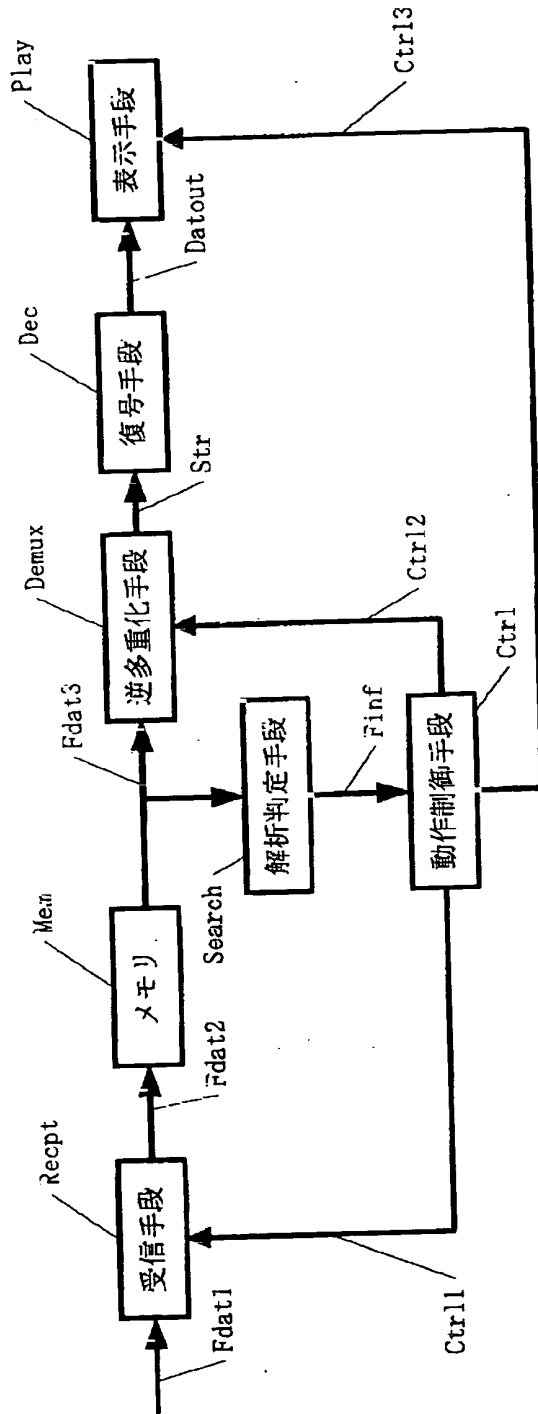 Fdat1
受信手段
Recpt
Fdat2
メモリ
Mem
Fdat3
逆多重化手段
Demux
Str
復号手段
Dec
Datout
表示手段
Play
Search
解析判定手段
Finf
動作制御手段
Ctrl
Ctrl1
Ctrl2
Ctrl3